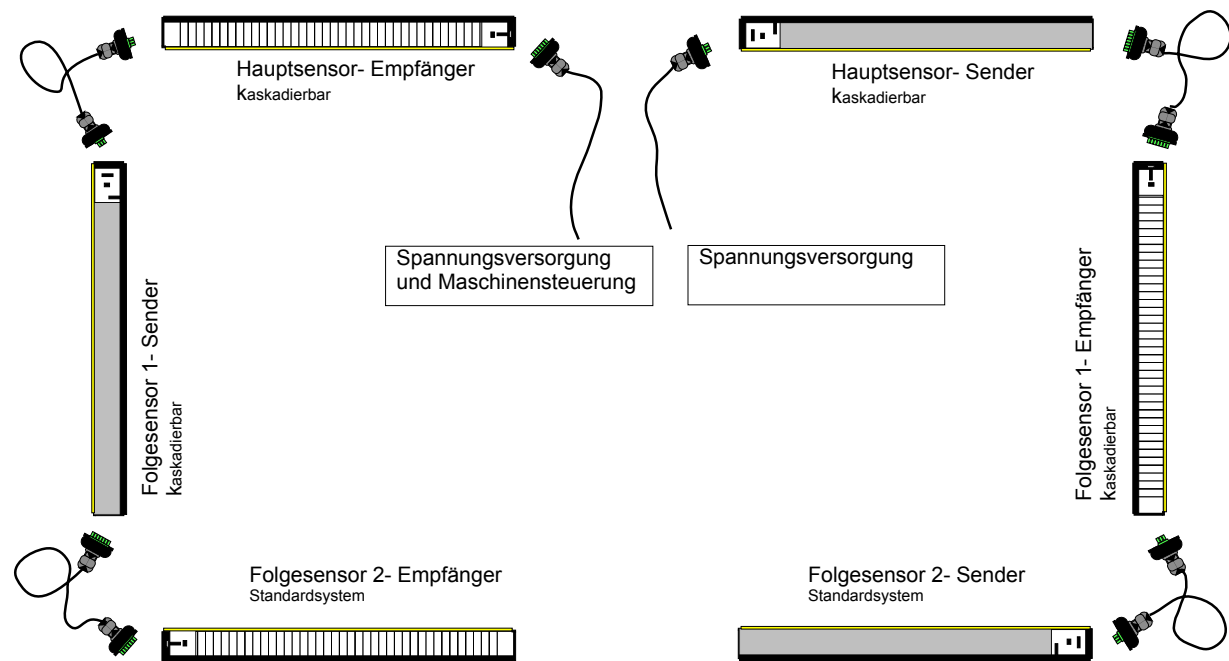 Hauptsensor- Empfänger
kaskadierbar
Hauptsensor- Sender
kaskadierbar
Spannungsversorgung
und Maschinensteuerung
Spannungsversorgung
Folgesensor 1- Sender
kaskadierbar
Folgesensor 1- Empfänger
kaskadierbar
Folgesensor 2- Empfänger
Standardsystem
Folgesensor 2- Sender
Standardsystem